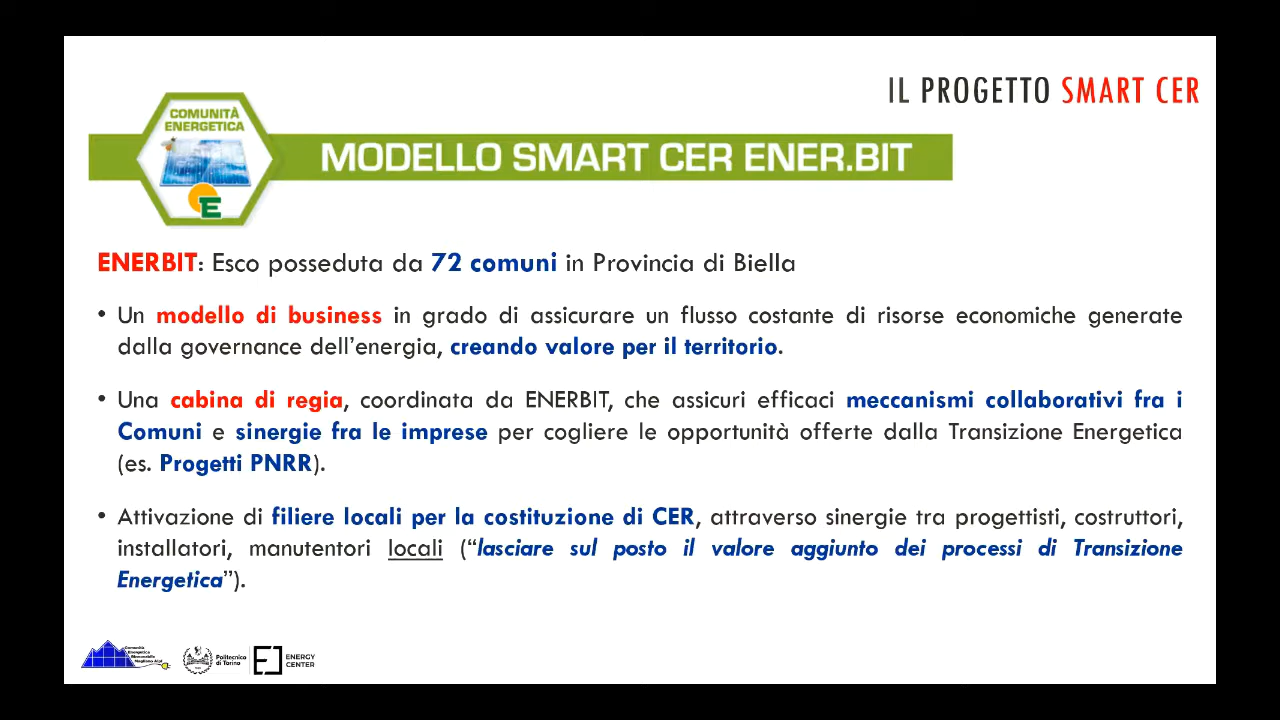 IL PROGETTO SMART CER
COMUNITÀ
ENERGETICA
E
MODELLO SMART CER ENER.BIT
ENERBIT: Esco posseduta da 72 comuni in Provincia di Biella
• Un modello di business in grado di assicurare un flusso costante di risorse economiche generate
dalla governance dell'energia, creando valore per il territorio.
• Una cabina di regia, coordinata da ENERBIT, che assicuri efficaci meccanismi collaborativi fra i
Comuni e sinergie fra le imprese per cogliere le opportunità offerte dalla Transizione Energetica
(es. Progetti PNRR).
• Attivazione di filiere locali per la costituzione di CER, attraverso sinergie tra progettisti, costruttori,
installatori, manutentori locali (“lasciare sul posto il valore aggiunto dei processi di Transizione
Energetica”).
Comunità
Energetica
Rinnovabile
Magliano Alpi
Politecnico
di Torino
ENERGY
CENTER